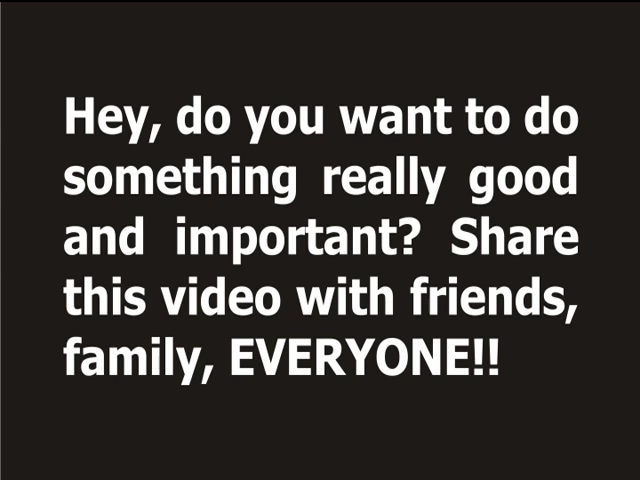 Hey, do you want to do
something really good
and important? Share
this video with friends,
family, EVERYONE!!